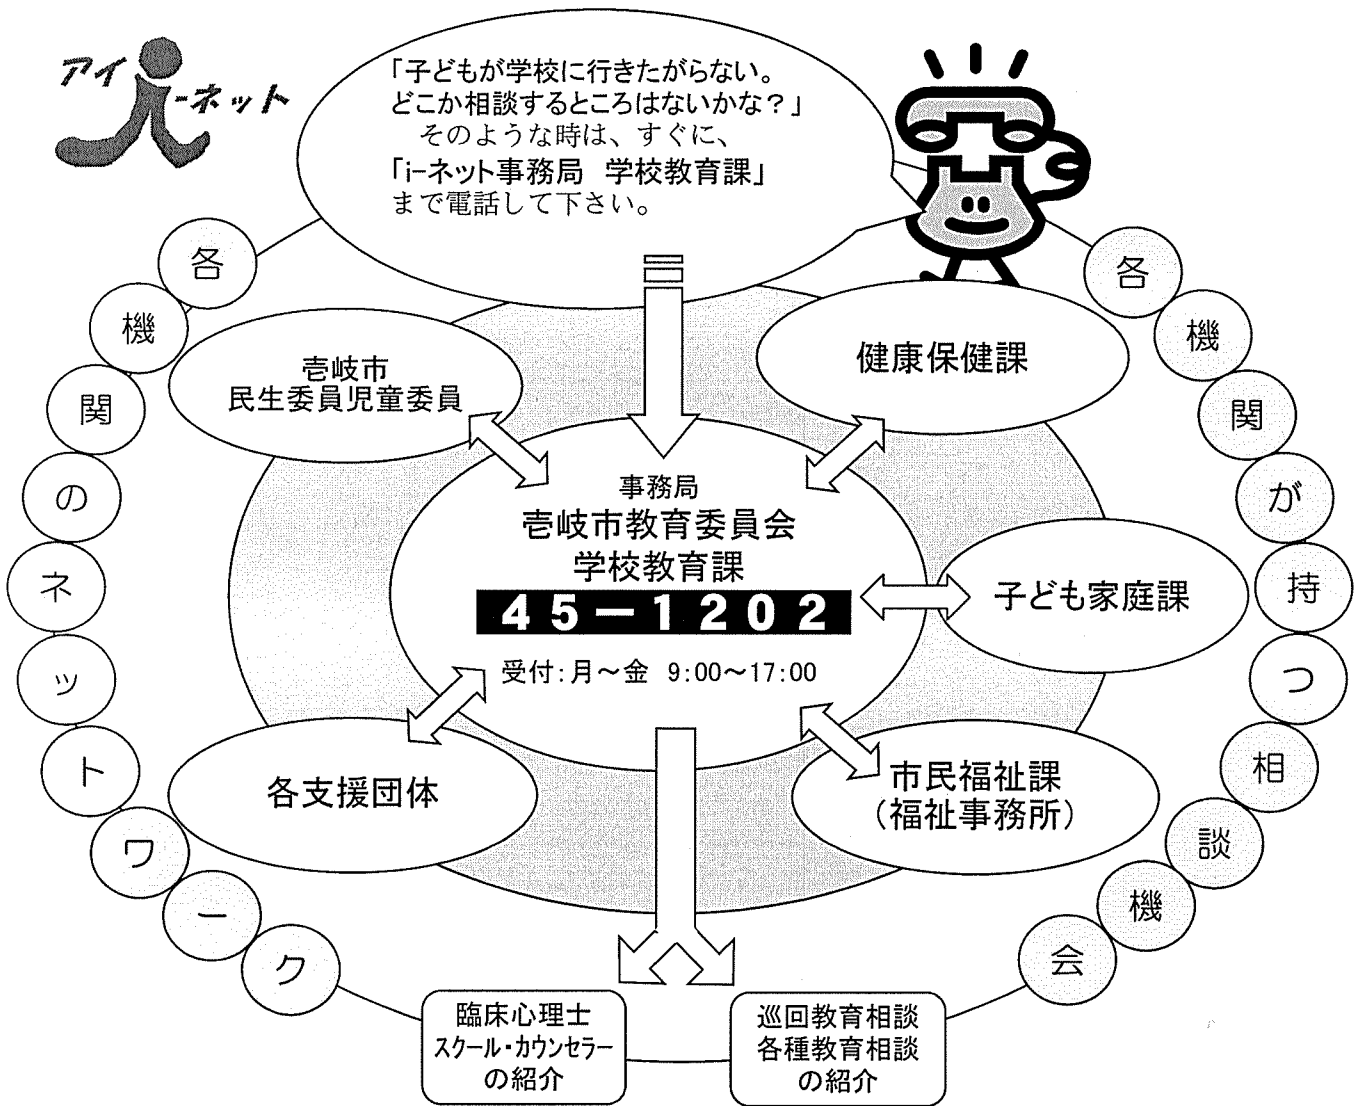 アイ
i-ネット
「子どもが学校に行きたがらない。
どこか相談するところはないかな？」
そのような時は、すぐに、
「i-ネット事務局　学校教育課」
まで電話して下さい。
各機関のネットワーク
各機関が持つ相談機会
壱岐市
民生委員児童委員
健康保健課
事務局
壱岐市教育委員会
学校教育課
４５－１２０２
受付：月～金　9:00～17:00
子ども家庭課
各支援団体
市民福祉課
（福祉事務所）
臨床心理士
スクール・カウンセラー
の紹介
巡回教育相談
各種教育相談
の紹介